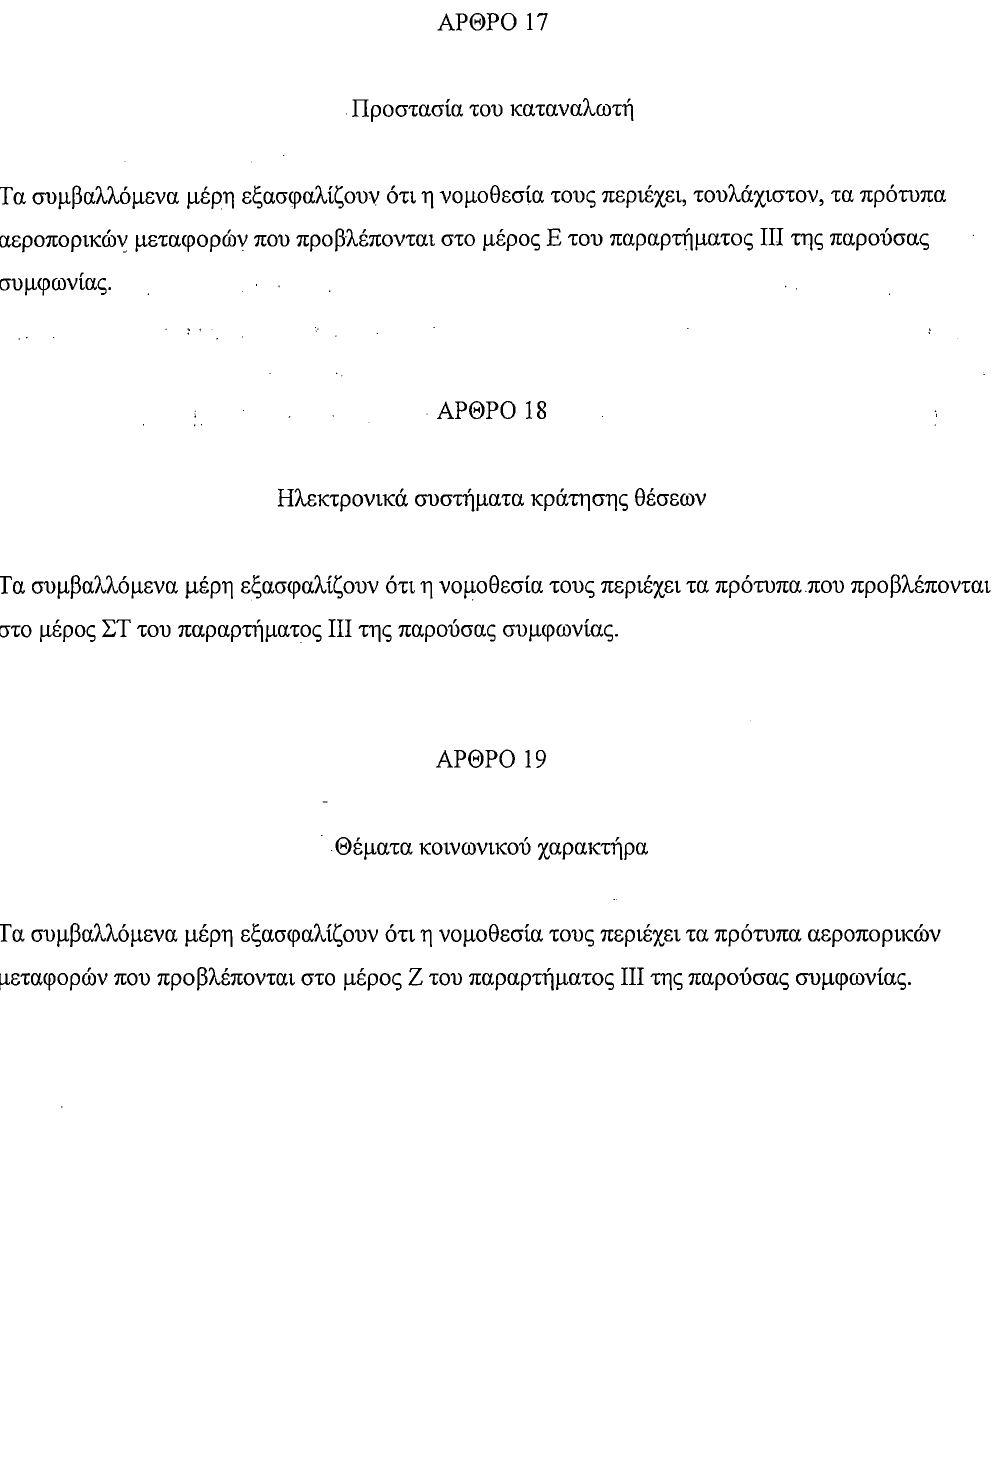 ΑΡΘΡΟ 17
Προστασία του καταναλωτή
Τα συμβαλλόμενα μέρη εξασφαλίζουν ότι η νομοθεσία τους περιέχει, τουλάχιστον, τα πρότυπα
αεροπορικών μεταφορών που προβλέπονται στο μέρος Ε του παραρτήματος III της παρούσας
συμφωνίας.
ΑΡΘΡΟ 18
Ηλεκτρονικά συστήματα κράτησης θέσεων
Τα συμβαλλόμενα μέρη εξασφαλίζουν ότι η νομοθεσία τους περιέχει τα πρότυπα που προβλέπονται
στο μέρος ΣΤ του παραρτήματος III της παρούσας συμφωνίας.
ΑΡΘΡΟ 19
Θέματα κοινωνικού χαρακτήρα
Τα συμβαλλόμενα μέρη εξασφαλίζουν ότι η νομοθεσία τους περιέχει τα πρότυπα αεροπορικών
μεταφορών που προβλέπονται στο μέρος Ζ του παραρτήματος III της παρούσας συμφωνίας.